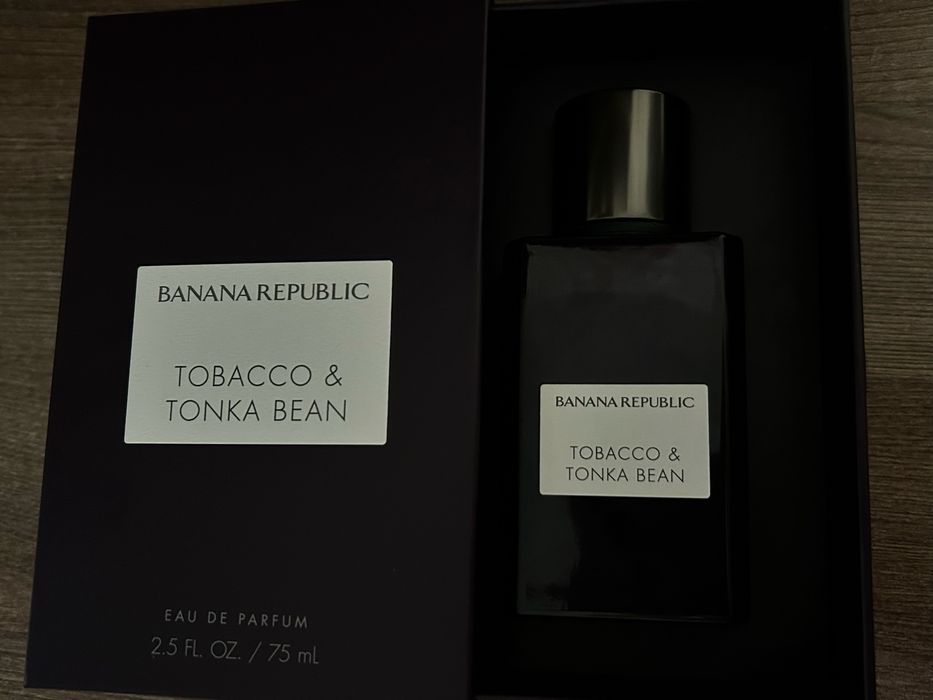 BANANA REPUBLIC
TOBACCO &
TONKA BEAN
EAU DE PARFUM
2.5 FL. OZ. / 75 mL
BANANA REPUBLIC
TOBACCO &
TONKA BEAN